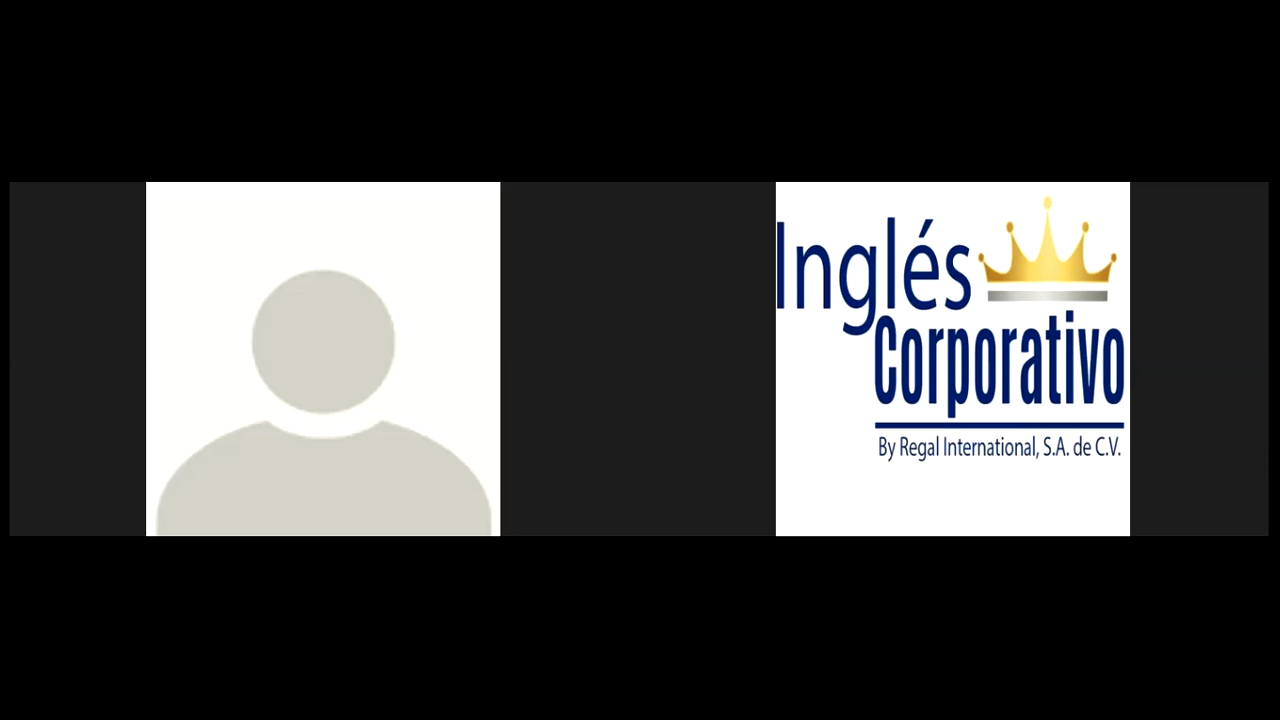 Inglés
Corporativo
By Regal International, S.A. de C.V.